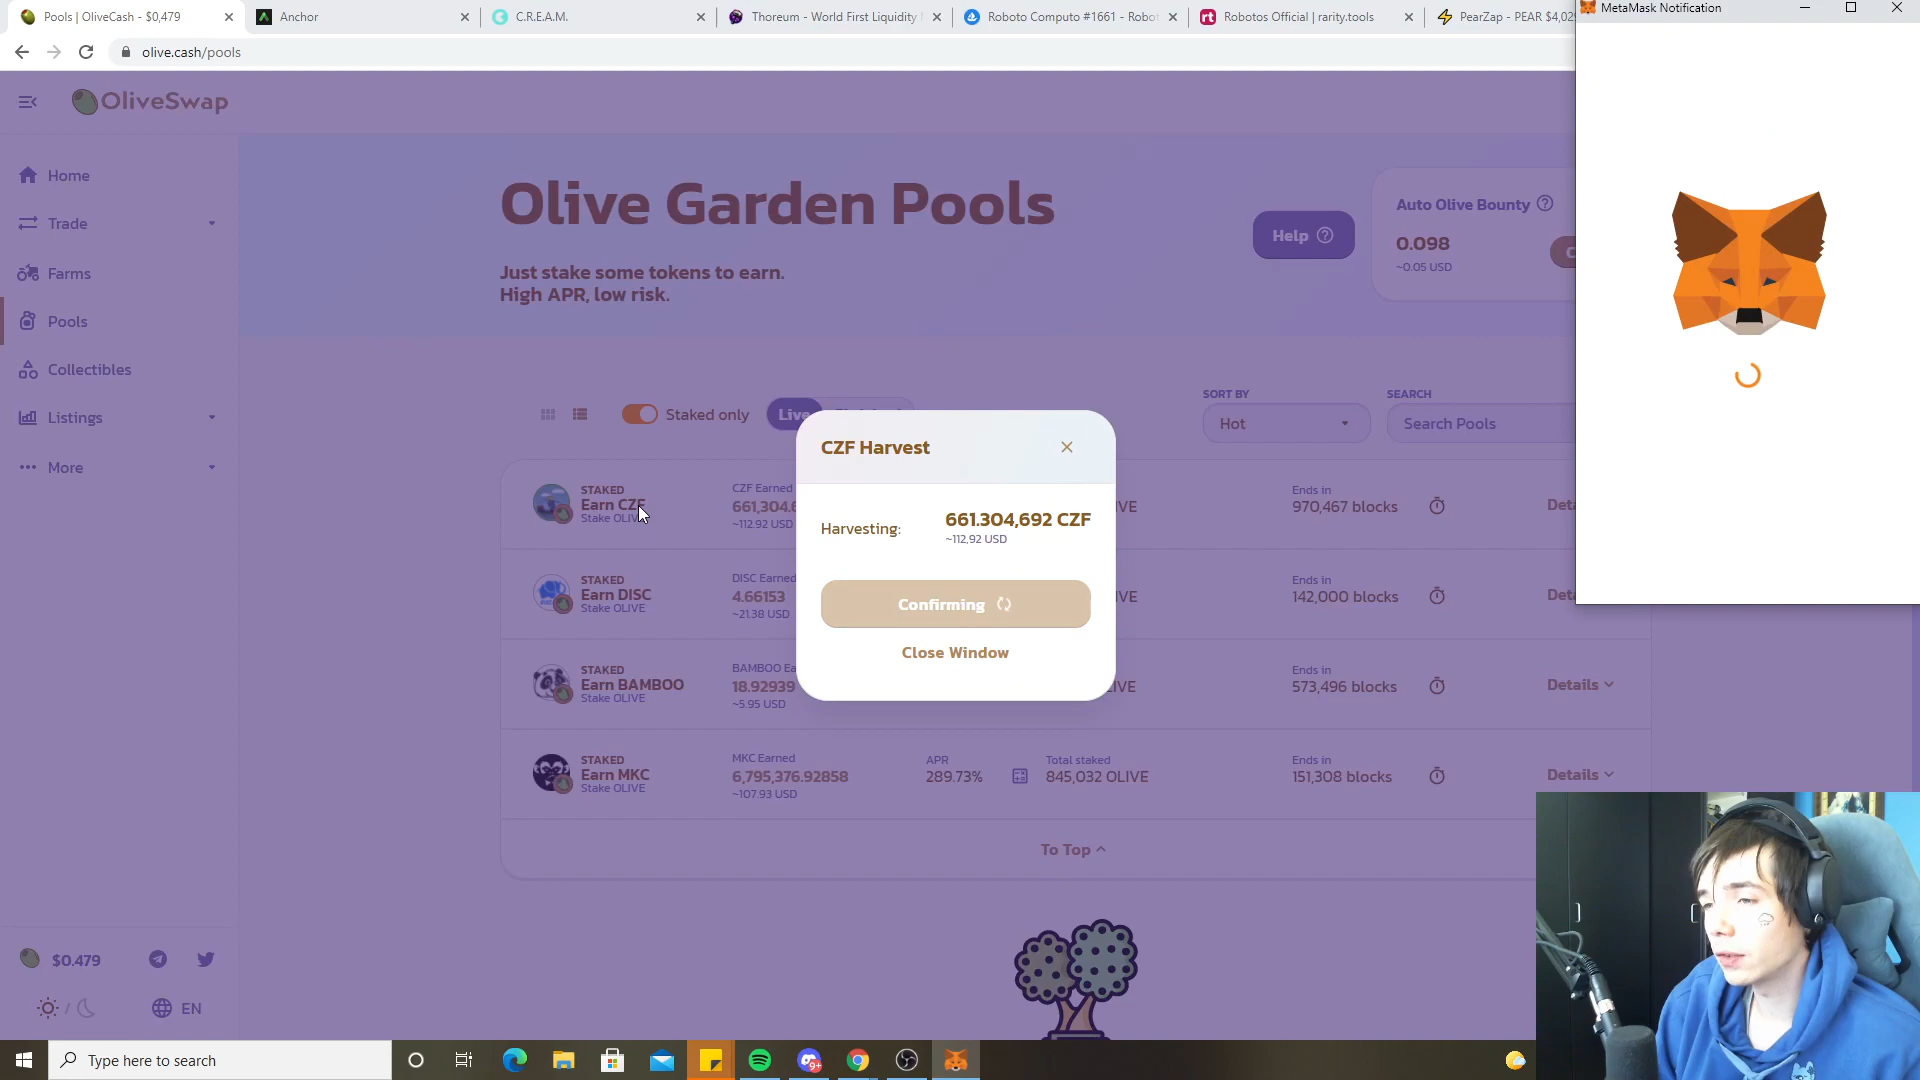 Pools | OliveCash - $0,479
Anchor
C.R.E.A.M.
Thoreum - World First Liquidity
Roboto Computo #1661 - Robot
Robotos Official | rarity.tools
PearZap - PEAR $4,02
MetaMask Notification
olive.cash/pools
OliveSwap
Home
Trade
Farms
Pools
Collectibles
Listings
More
$0.479
EN
Olive Garden Pools
Just stake some tokens to earn.
High APR, low risk.
Help
Auto Olive Bounty
0.098
~0.05 USD
Staked only
Live
SORT BY
Hot
SEARCH
Search Pools
STAKED
Earn CZF
Stake OLIVE
CZF Earned
661,304.6
~112.92 USD
Ends in
970,467 blocks
STAKED
Earn DISC
Stake OLIVE
DISC Earned
4.66153
~21.38 USD
Ends in
142,000 blocks
STAKED
Earn BAMBOO
Stake OLIVE
BAMBOO Ea
18.92939
~5.95 USD
Ends in
573,496 blocks
Details
STAKED
Earn MKC
Stake OLIVE
MKC Earned
6,795,376.92858
~107.93 USD
APR
289.73%
Total staked
845,032 OLIVE
Ends in
151,308 blocks
Details
To Top
CZF Harvest
Harvesting:
661.304,692 CZF
~112,92 USD
Confirming
Close Window
Type here to search
9+